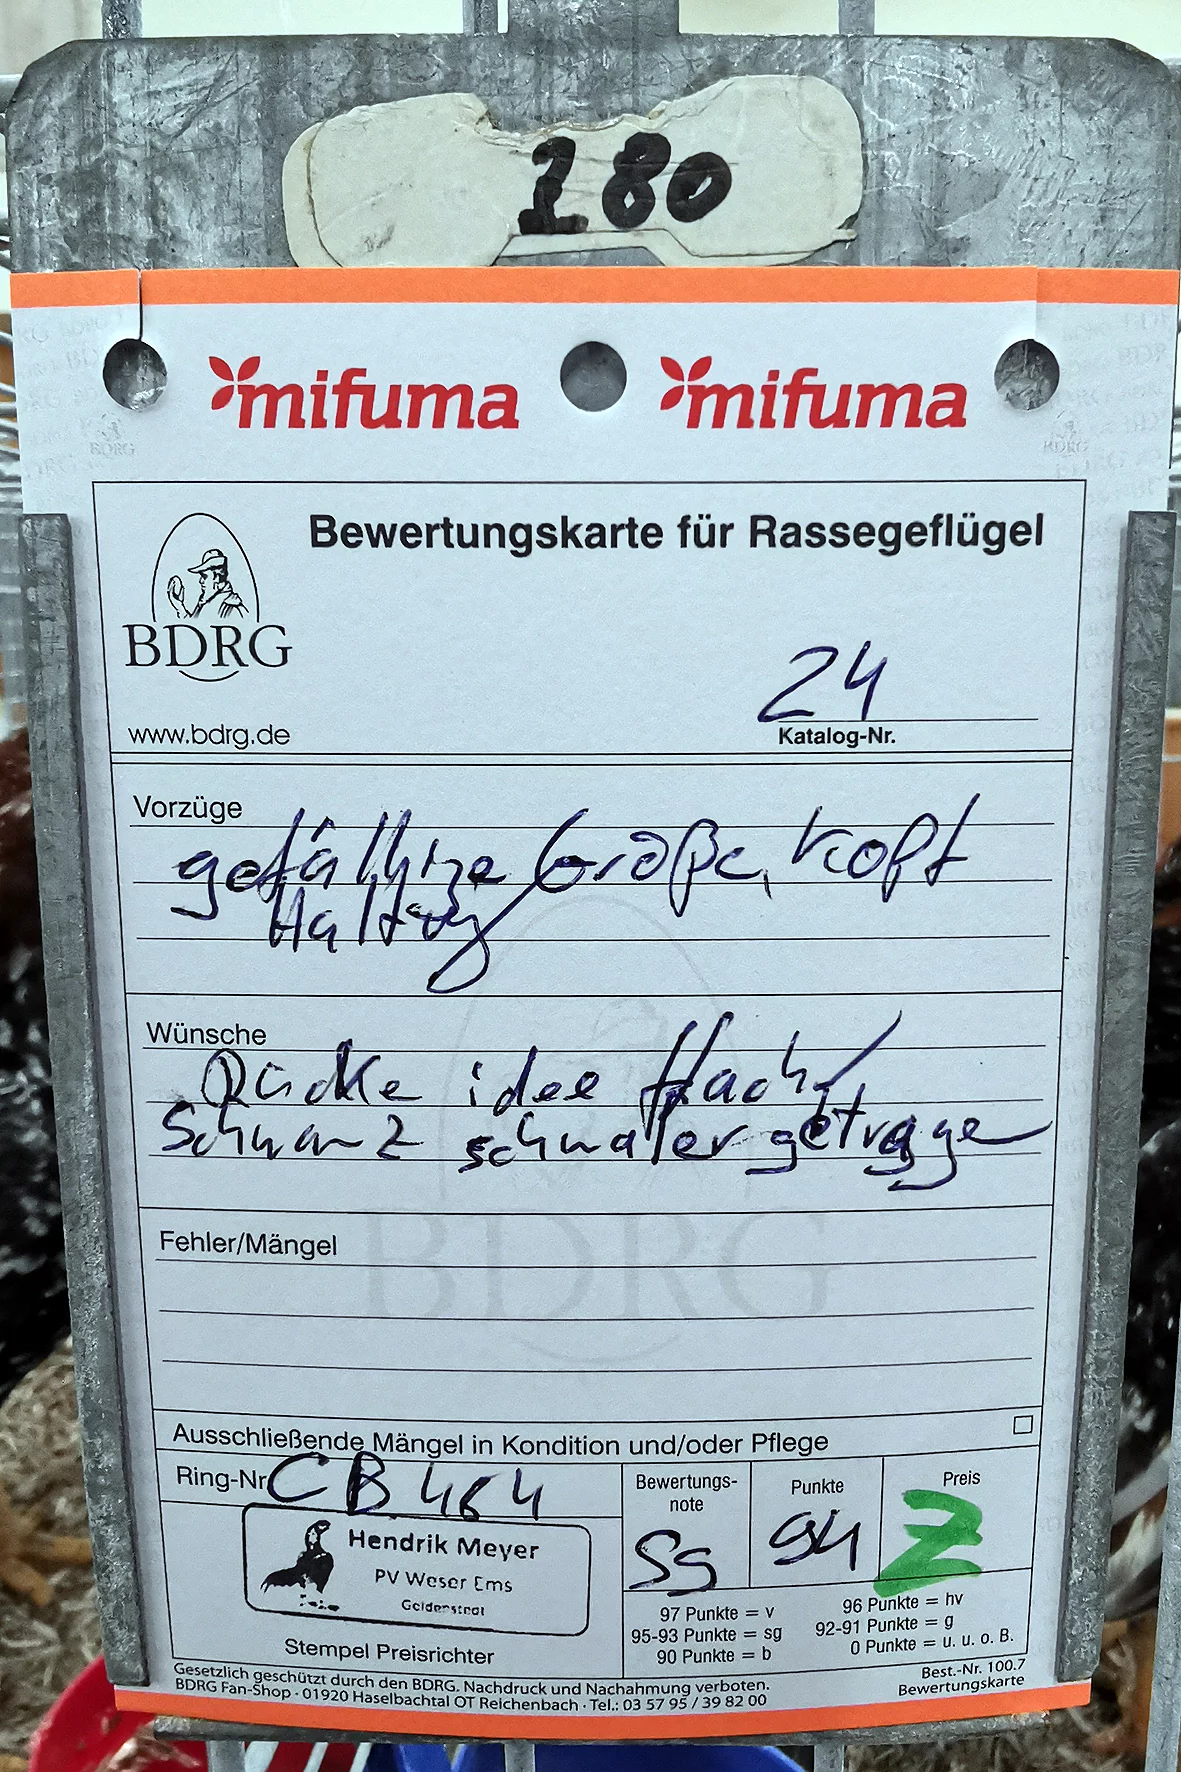 280
mifuma mifuma
Bewertungskarte für Rassegeflügel
BDRG
www.bdrg.de
24
Katalog-Nr.
Vorzüge
gefällige Größe, Kopf
Haltung
Wünsche
Rücke idee flach,
Schwanz schmaler getragen
BDRG
Fehler/Mängel
Ausschließende Mängel in Kondition und/oder Pflege
Ring-Nr. CB 464
Hendrik Meyer
PV Weser Ems
Stempel Preisrichter
Bewertungs-
note
Sg
Punkte
94
Preis
Z
97 Punkte = v
95-93 Punkte = sg
90 Punkte = b
96 Punkte = hv
92-91 Punkte = g
0 Punkte = u. u. o. B.
Gesetzlich geschützt durch den BDRG. Nachdruck und Nachahmung verboten.
BDRG Fan-Shop · 01920 Haselbachtal OT Reichenbach · Tel.: 03 57 95 / 39 82 00
Best.-Nr. 100.7
Bewertungskarte